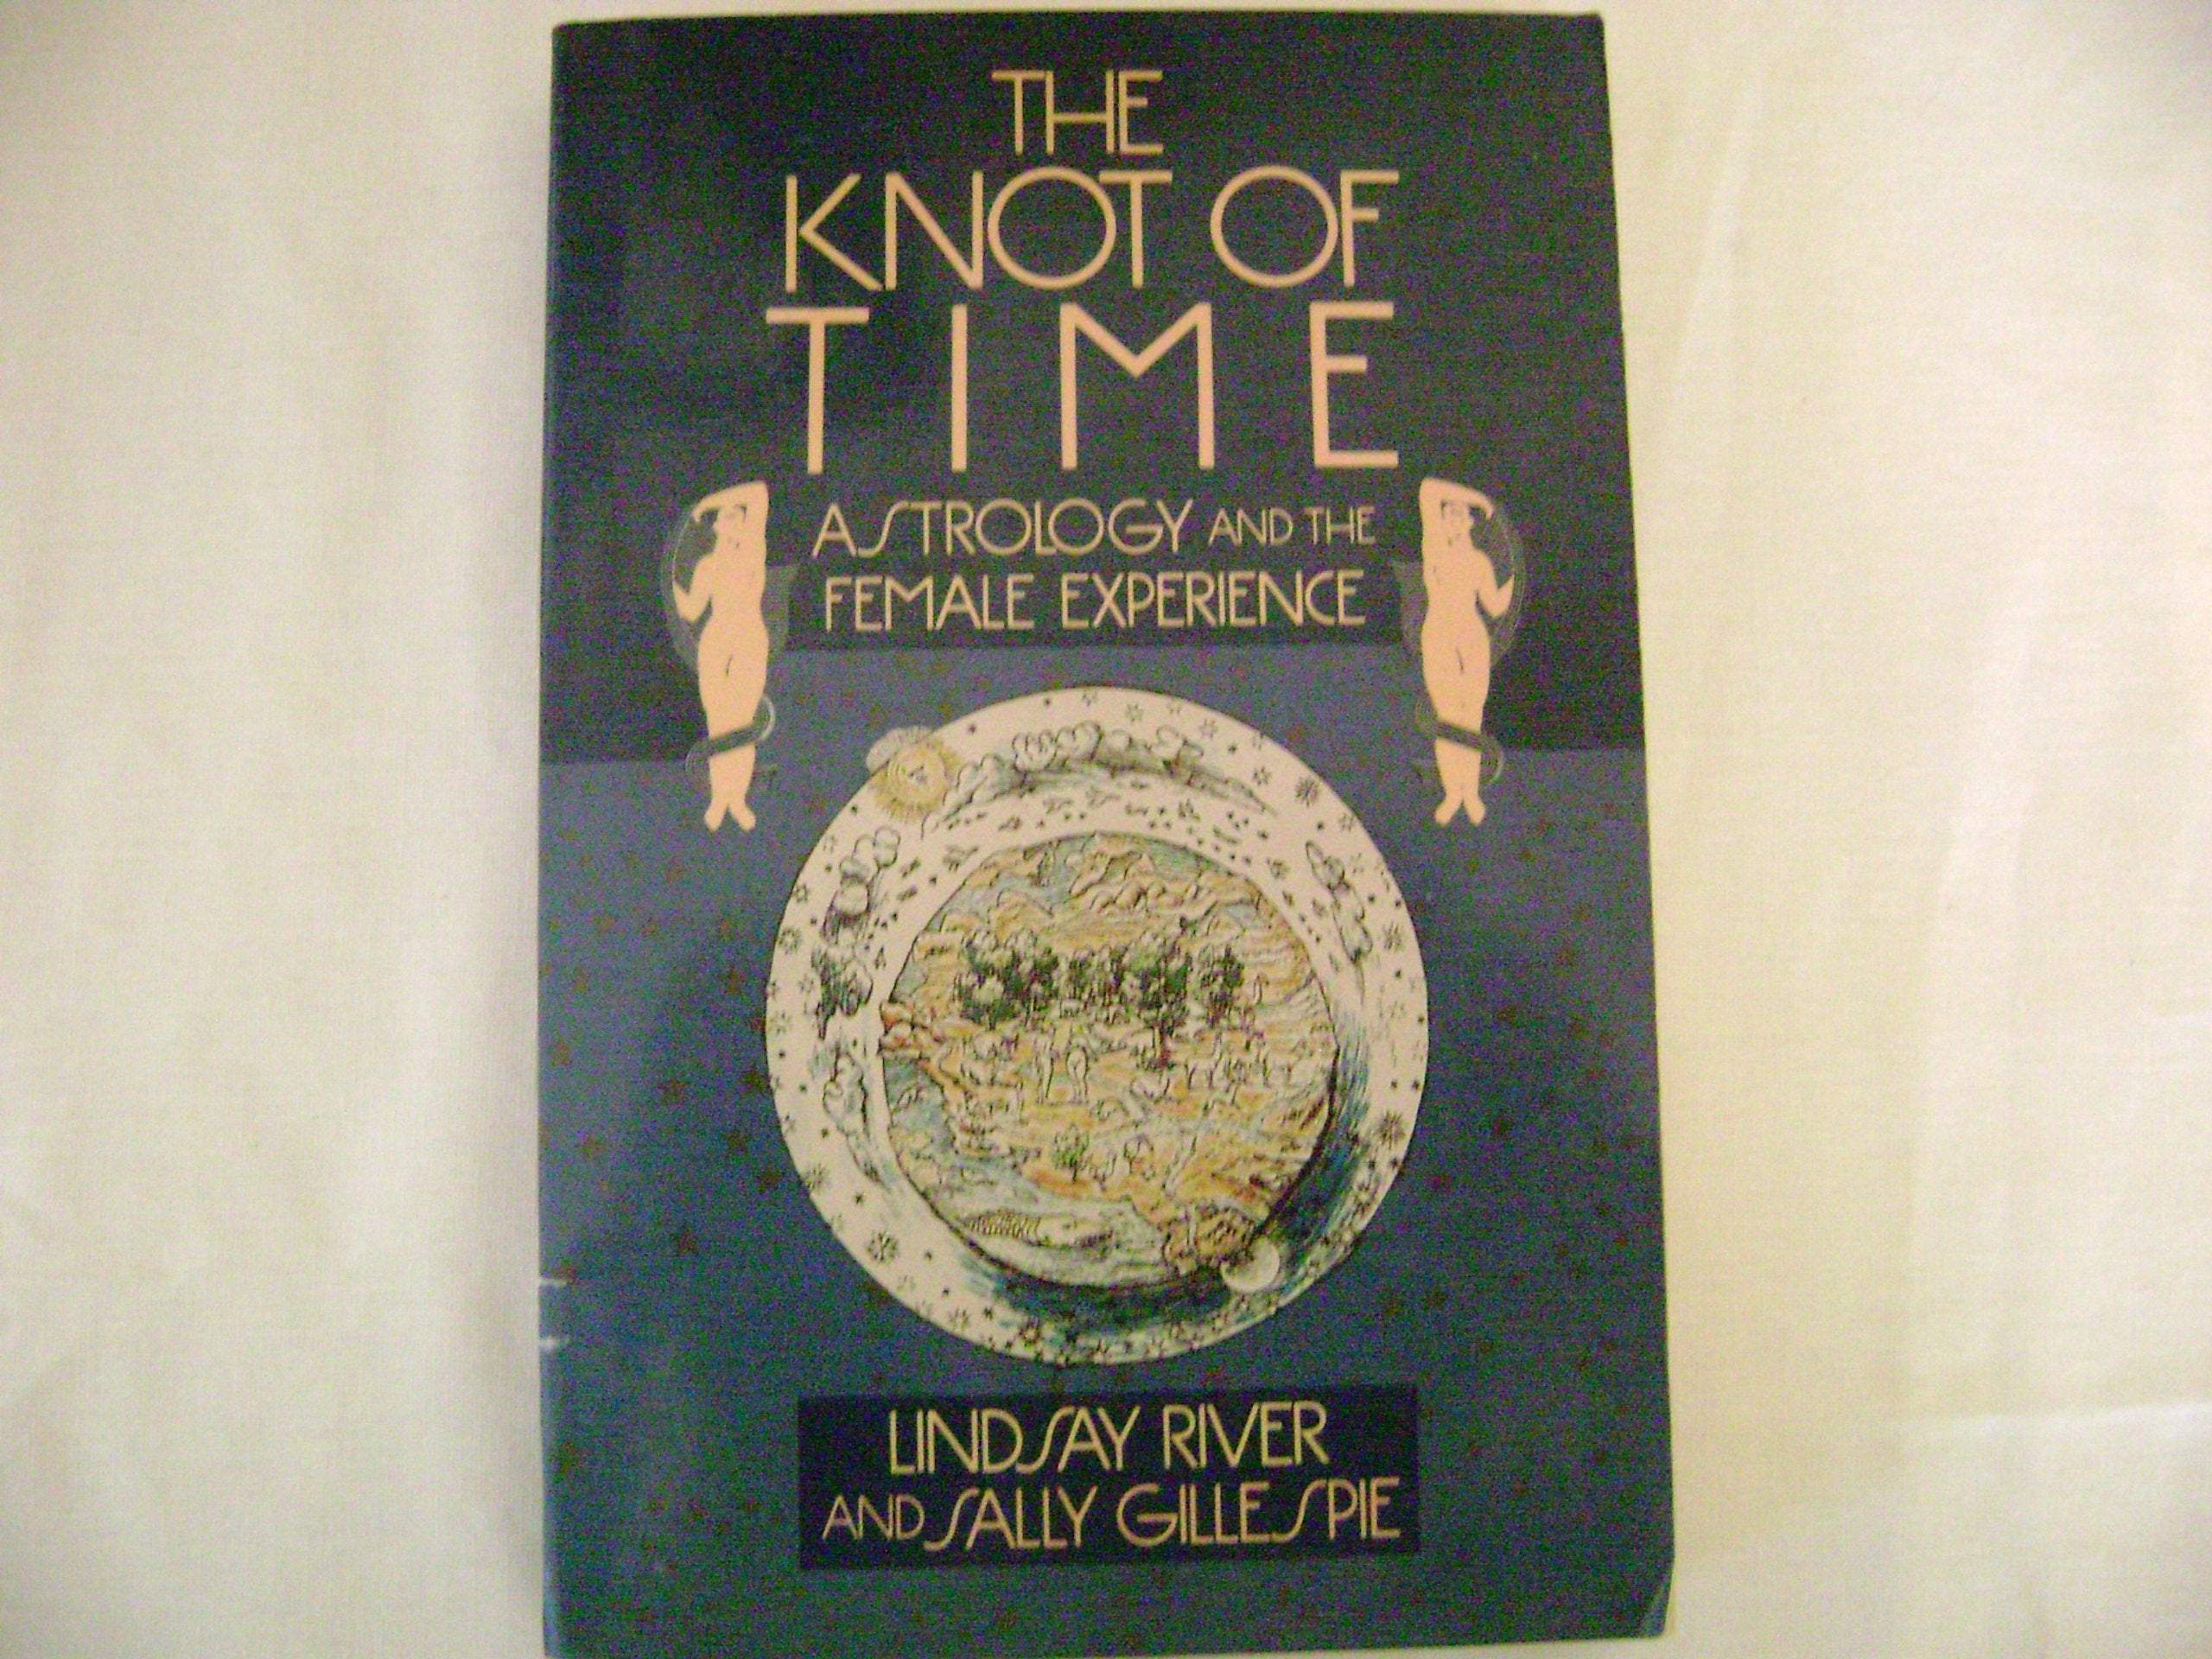 THE
KNOT OF
TIME
ASTROLOGY AND THE
FEMALE EXPERIENCE
LINDSAY RIVER
AND SALLY GILLESPIE